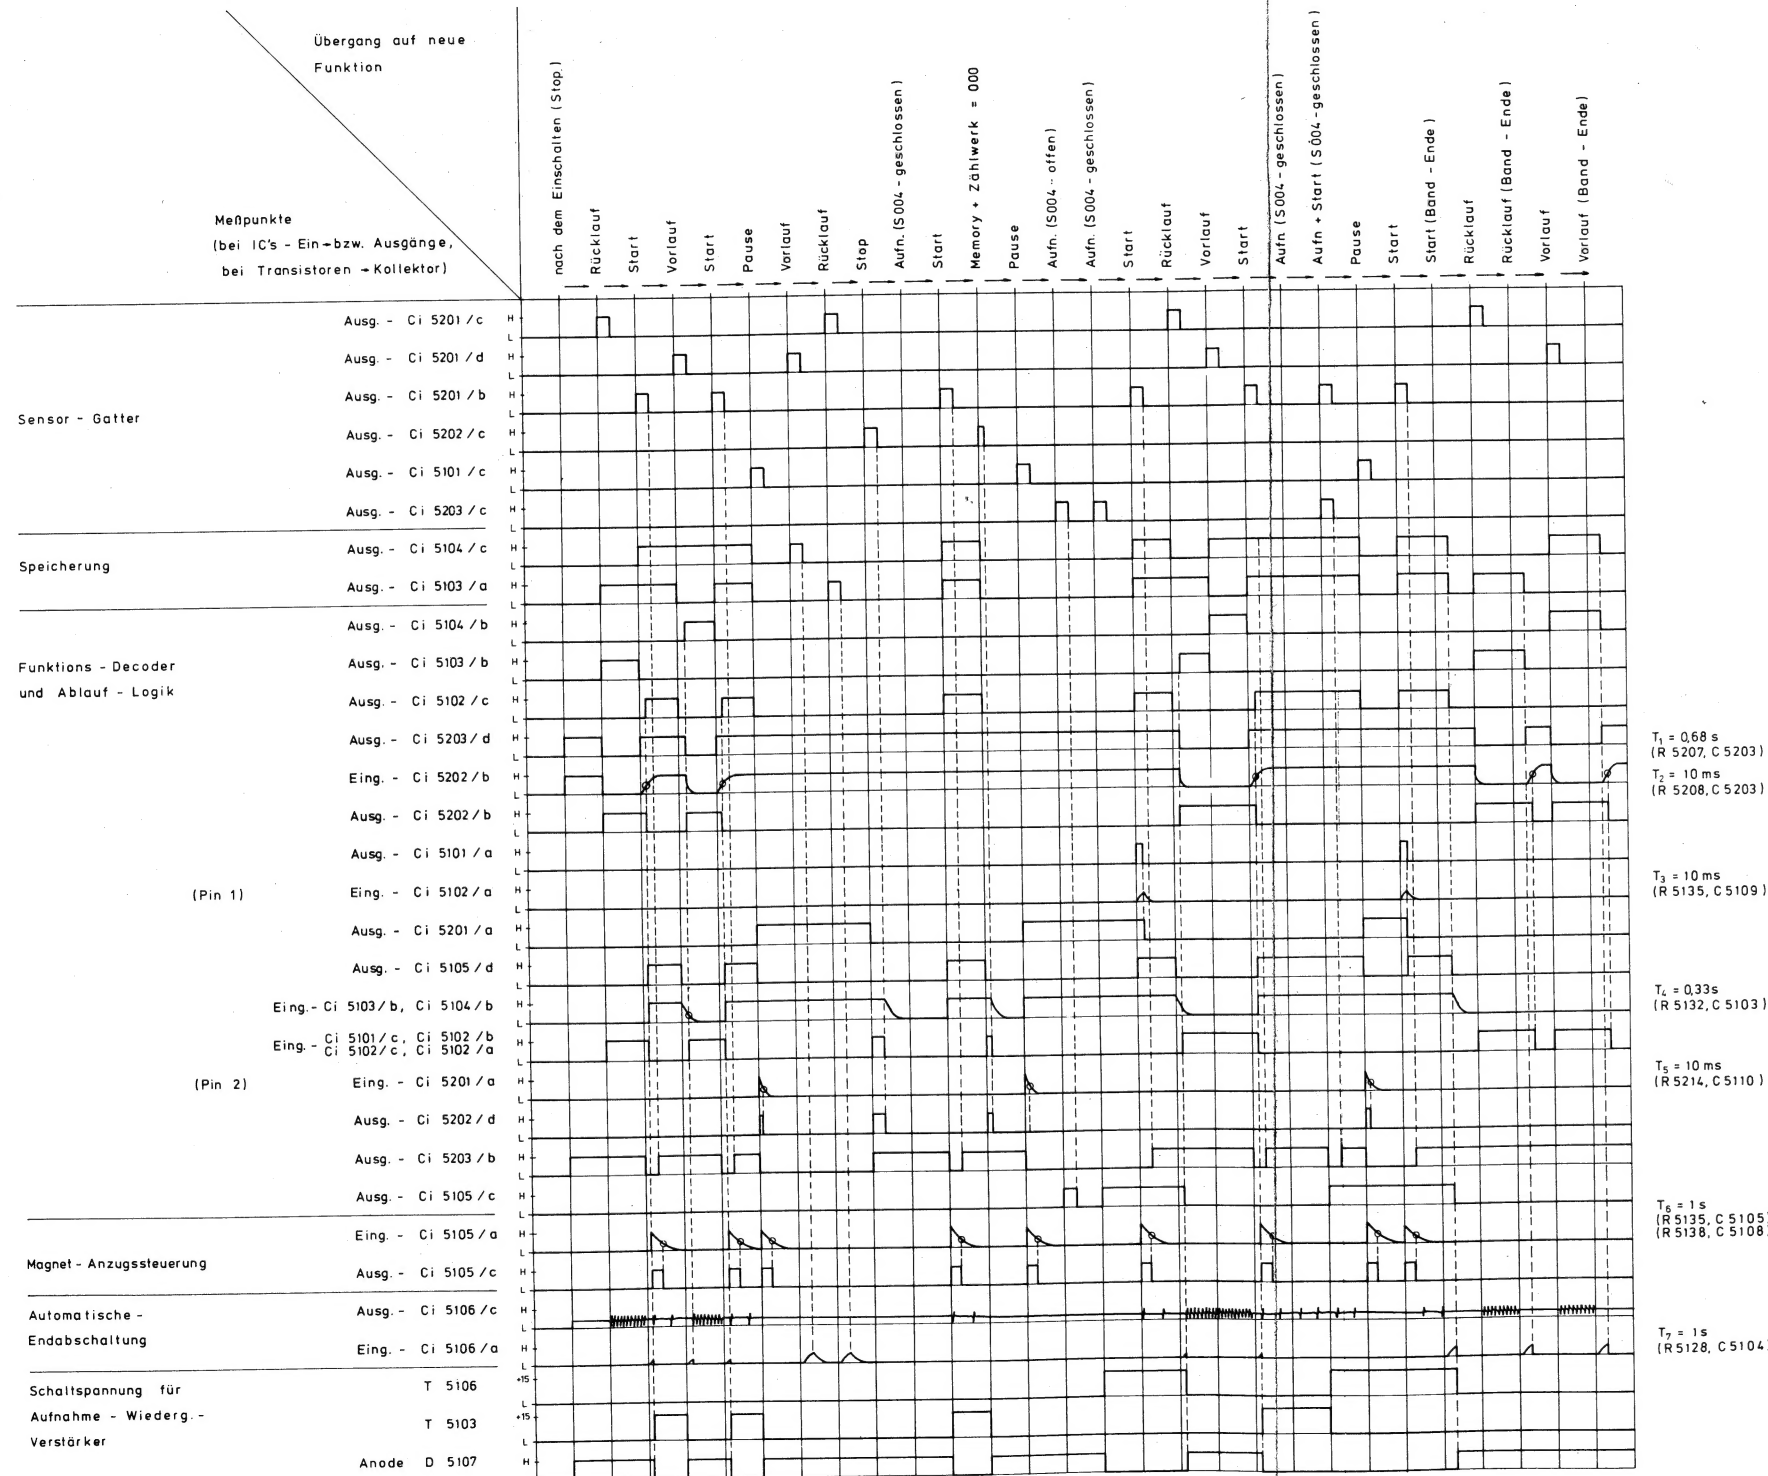 Übergang auf neue
Funktion
Meßpunkte
(bei IC's - Ein - bzw. Ausgänge,
bei Transistoren → Kollektor)
nach dem Einschalten (Stop)
Rücklauf
Start
Vorlauf
Start
Pause
Vorlauf
Rücklauf
Stop
Aufn. (S004 - geschlossen)
Start
Memory + Zählwerk = 000
Pause
Aufn. (S004 - offen)
Aufn. (S004 - geschlossen)
Start
Rücklauf
Vorlauf
Start
Aufn. (S004 - geschlossen)
Aufn + Start (S004 - geschlossen)
Pause
Start
Start (Band - Ende)
Rücklauf
Rücklauf (Band - Ende)
Vorlauf
Vorlauf (Band - Ende)
Sensor - Gatter
Ausg. - Ci 5201 /c H L
Ausg. - Ci 5201 /d H L
Ausg. - Ci 5201 /b H L
Ausg. - Ci 5202 /c H L
Ausg. - Ci 5101 /c H L
Ausg. - Ci 5203 /c H L
Speicherung
Ausg. - Ci 5104 /c H L
Ausg. - Ci 5103 /a H L
Funktions - Decoder
und Ablauf - Logik
Ausg. - Ci 5104 /b H L
Ausg. - Ci 5103 /b H L
Ausg. - Ci 5102 /c H L
Ausg. - Ci 5203 /d H L
T₁ = 0,68 s
(R 5207, C 5203)
Eing. - Ci 5202 /b H L
T₂ = 10 ms
(R 5208, C 5203)
Ausg. - Ci 5202 /b H L
Ausg. - Ci 5101 /a H L
(Pin 1)
Eing. - Ci 5102 /a H L
T₃ = 10 ms
(R 5135, C 5109)
Ausg. - Ci 5201 /a H L
Ausg. - Ci 5105 /d H L
Eing. - Ci 5103/b, Ci 5104/b H L
T₄ = 0,33s
(R 5132, C 5103)
Eing. - Ci 5101/c, Ci 5102/b H L
Ci 5102/c, Ci 5102/a
(Pin 2)
Eing. - Ci 5201 /a H L
T₅ = 10 ms
(R 5214, C 5110)
Ausg. - Ci 5202 /d H L
Ausg. - Ci 5203 /b H L
Ausg. - Ci 5105 /c H L
Magnet - Anzugssteuerung
Eing. - Ci 5105 /a H L
T₆ = 1 s
(R 5135, C 5105)
(R 5138, C 5108)
Ausg. - Ci 5105 /c H L
Automatische -
Endabschaltung
Ausg. - Ci 5106 /c H L
Eing. - Ci 5106 /a H L
T₇ = 1s
(R 5128, C 5104)
Schaltspannung für
Aufnahme - Wiederg. -
Verstärker
T 5106 +15 L
T 5103 +15 L
Anode D 5107 H